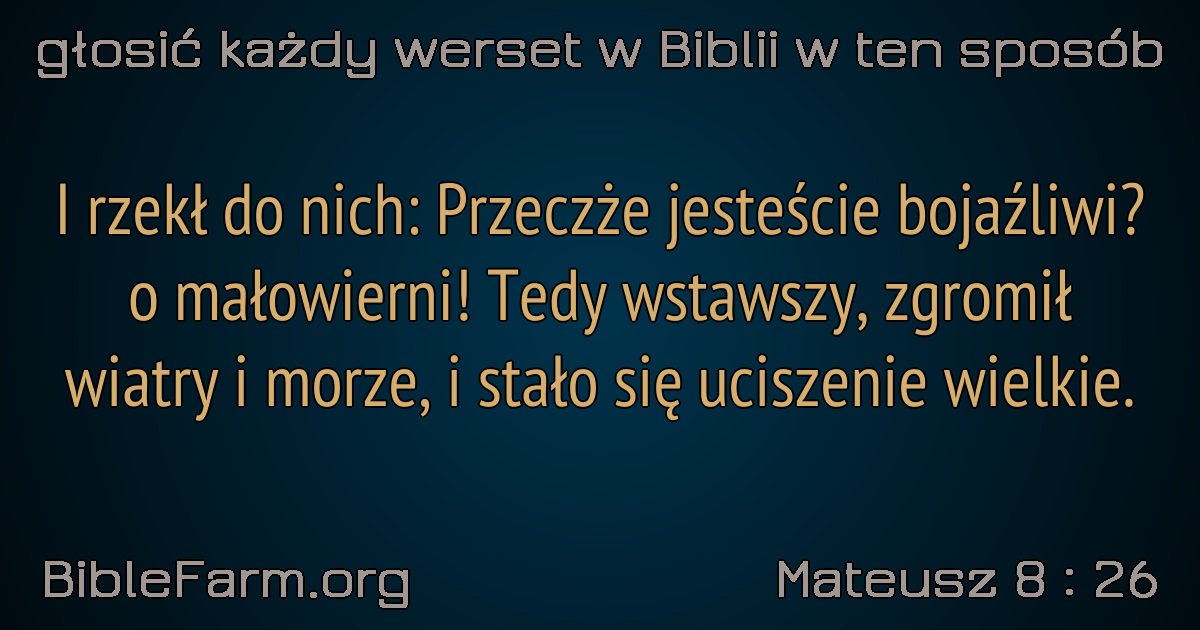 głosić każdy werset w Biblii w ten sposób
I rzekł do nich: Przeczże jesteście bojaźliwi?
o małowierni! Tedy wstawszy, zgromił
wiatry i morze, i stało się uciszenie wielkie.
BibleFarm.org
Mateusz 8 : 26